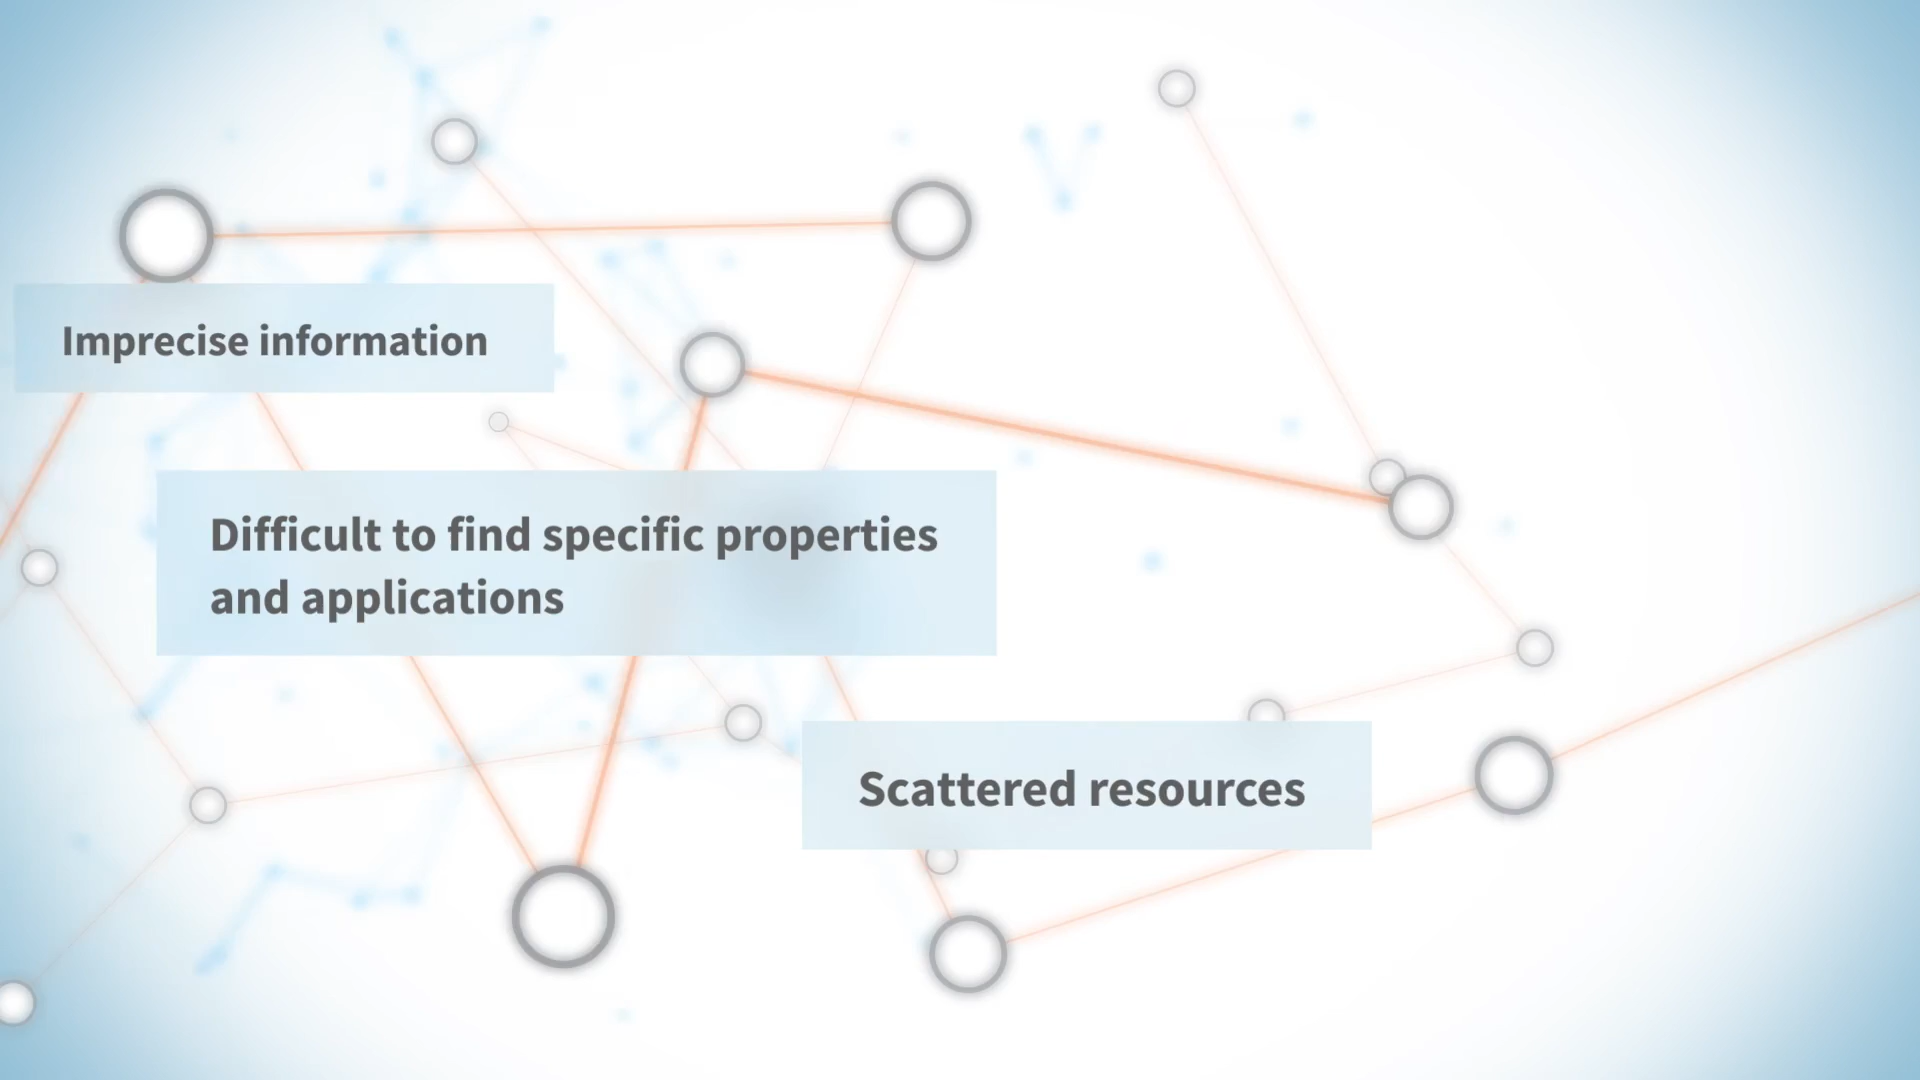 Imprecise information
Difficult to find specific properties
and applications
Scattered resources